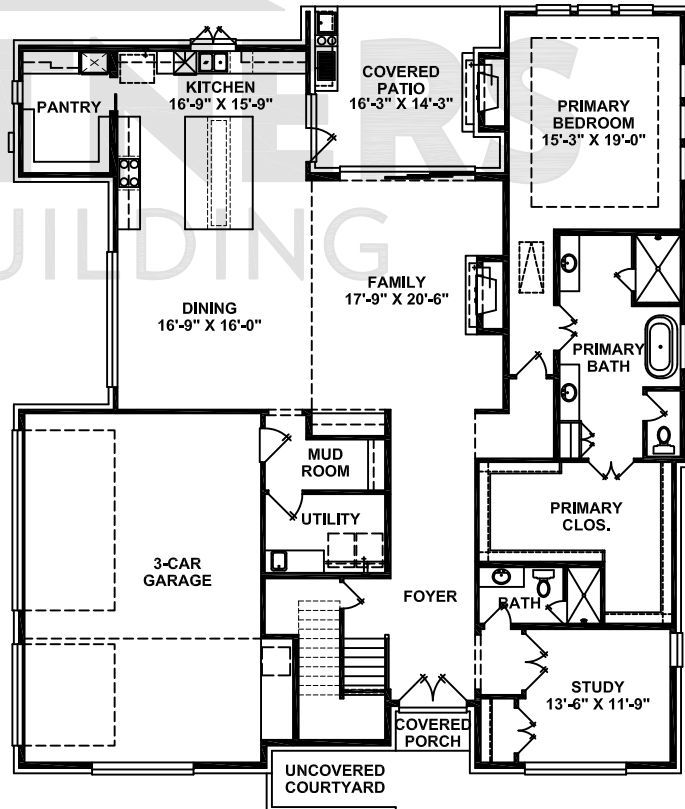 NERS
UILDING
PANTRY
KITCHEN
16'-9" X 15'-9"
COVERED
PATIO
16'-3" X 14'-3"
PRIMARY
BEDROOM
15'-3" X 19'-0"
DINING
16'-9" X 16'-0"
FAMILY
17'-9" X 20'-6"
PRIMARY
BATH
MUD
ROOM
UTILITY
PRIMARY
CLOS.
3-CAR
GARAGE
FOYER
BATH
STUDY
13'-6" X 11'-9"
COVERED
PORCH
UNCOVERED
COURTYARD